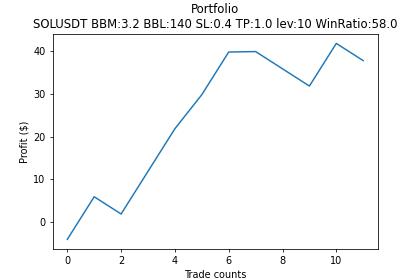 Portfolio
SOLUSDT BBM:3.2 BBL:140 SL:0.4 TP:1.0 lev:10 WinRatio:58.0
Profit ($)
40
30
20
10
0
0 2 4 6 8 10
Trade counts